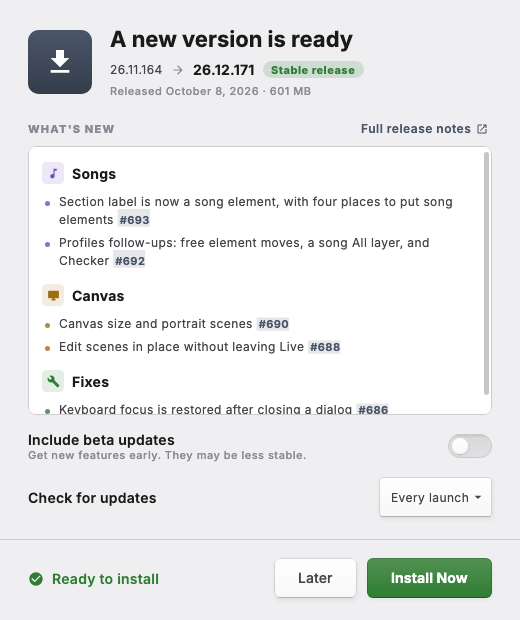 A new version is ready
26.11.164 → 26.12.171 Stable release
Released October 8, 2026 · 601 MB
WHAT'S NEW Full release notes
Songs
Section label is now a song element, with four places to put song
elements #693
Profiles follow-ups: free element moves, a song All layer, and
Checker #692
Canvas
Canvas size and portrait scenes #690
Edit scenes in place without leaving Live #688
Fixes
Keyboard focus is restored after closing a dialog #686
Include beta updates
Get new features early. They may be less stable.
Check for updates Every launch
Ready to install Later Install Now